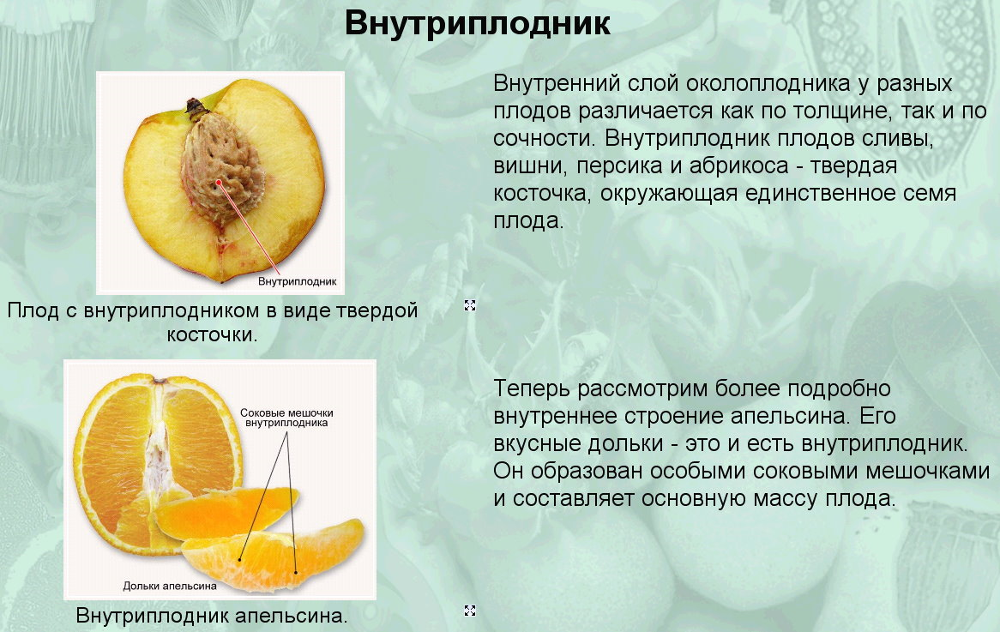 Внутриплодник
Внутренний слой околоплодника у разных
плодов различается как по толщине, так и по
сочности. Внутриплодник плодов сливы,
вишни, персика и абрикоса - твердая
косточка, окружающая единственное семя
плода.
Внутриплодник
Плод с внутриплодником в виде твердой
косточки.
Теперь рассмотрим более подробно
внутреннее строение апельсина. Его
вкусные дольки - это и есть внутриплодник.
Он образован особыми соковыми мешочками
и составляет основную массу плода.
Соковые мешочки
внутриплодника
Дольки апельсина
Внутриплодник апельсина.